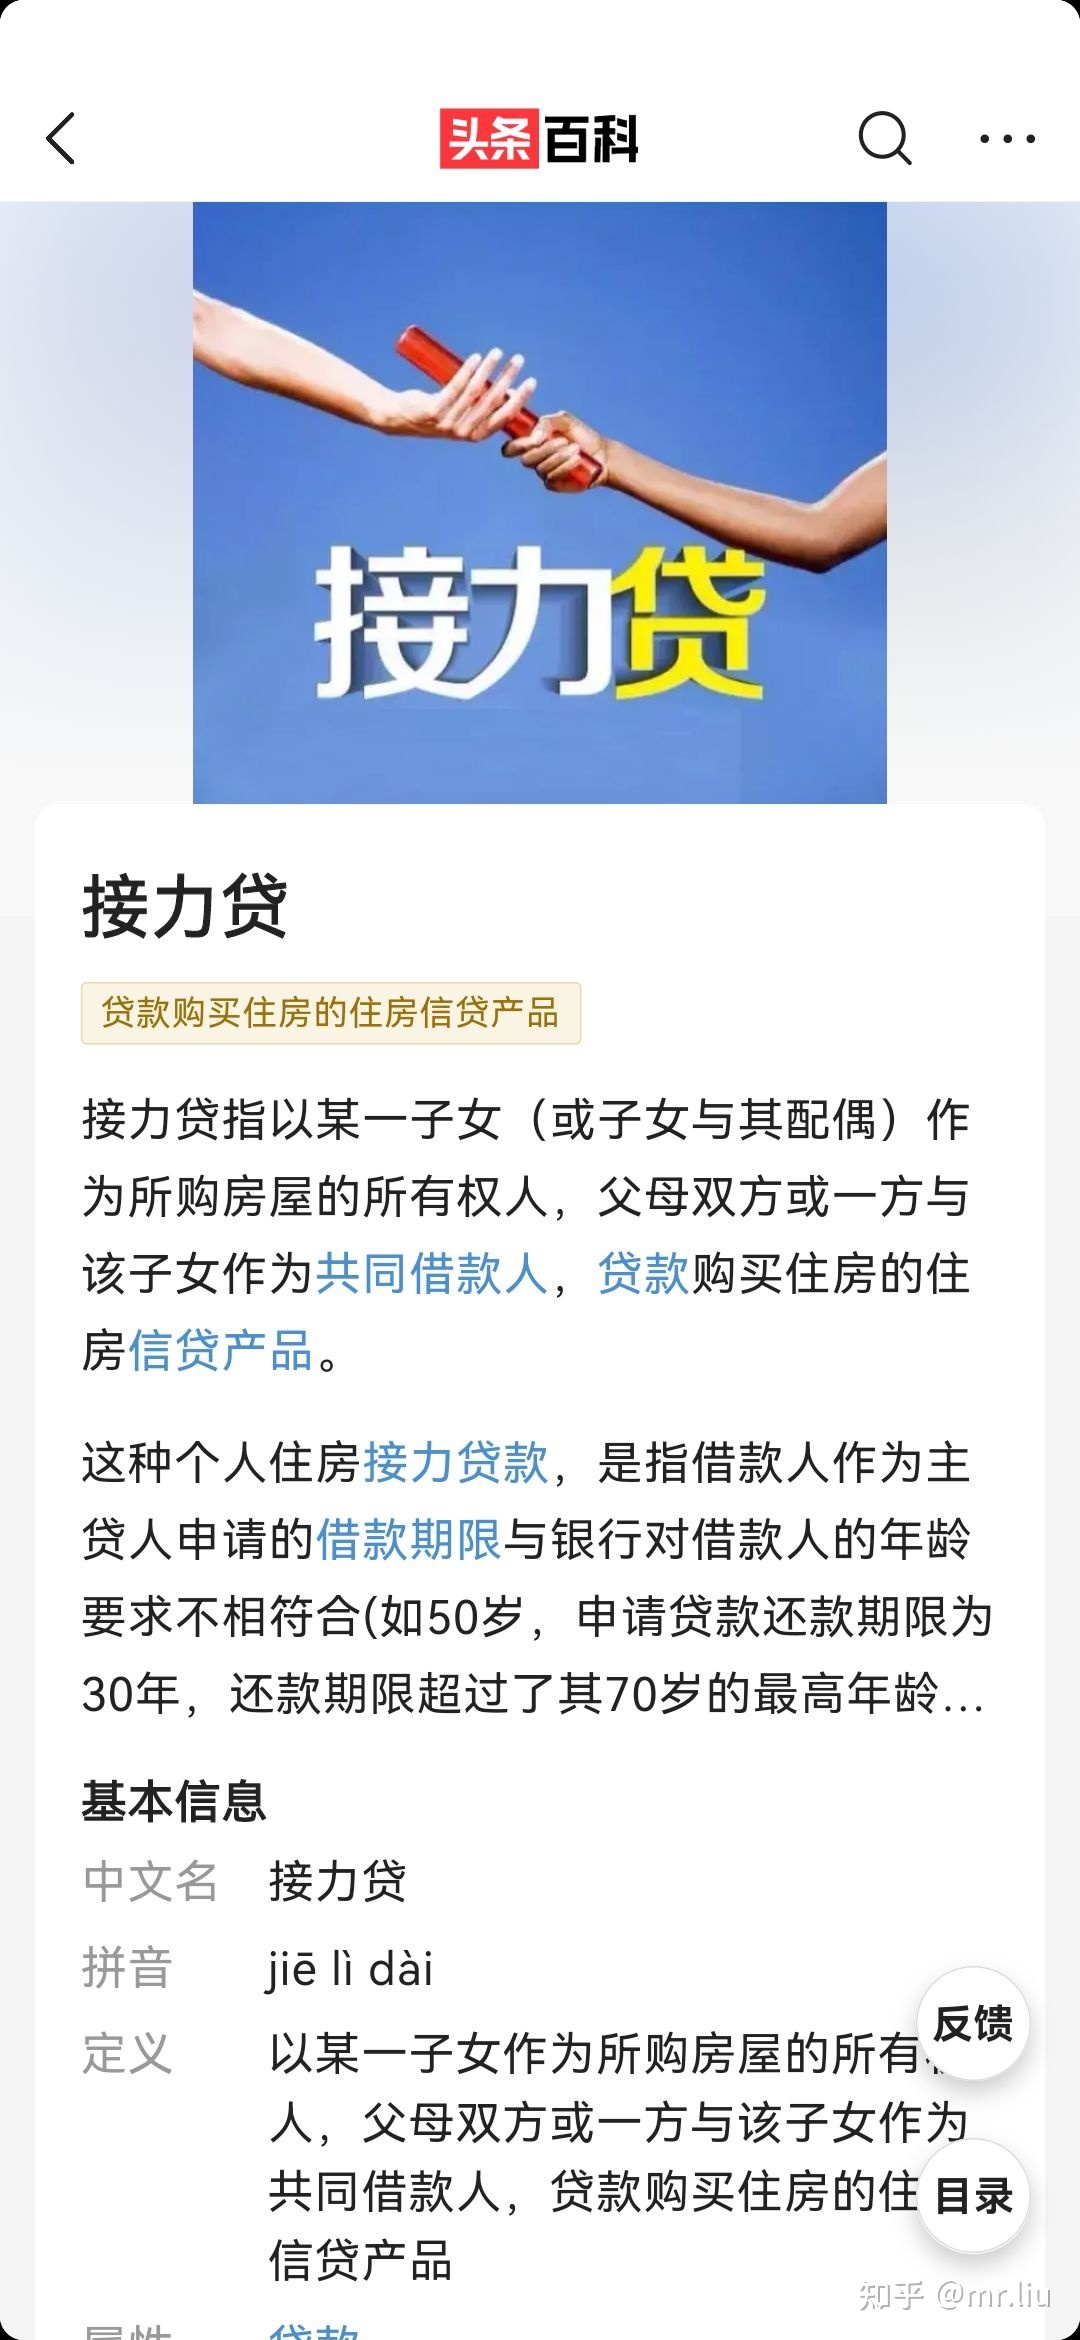 头条百科
接力贷
接力贷
贷款购买住房的住房信贷产品
接力贷指以某一子女（或子女与其配偶）作
为所购房屋的所有权人，父母双方或一方与
该子女作为共同借款人，贷款购买住房的住
房信贷产品。
这种个人住房接力贷款，是指借款人作为主
贷人申请的借款期限与银行对借款人的年龄
要求不相符合(如50岁，申请贷款还款期限为
30年，还款期限超过了其70岁的最高年龄...
基本信息
中文名 接力贷
拼音 jiē lì dài
定义 以某一子女作为所购房屋的所有
人，父母双方或一方与该子女作为
共同借款人，贷款购买住房的住
信贷产品
属性 贷款
反馈
目录
知乎 @mr.liu